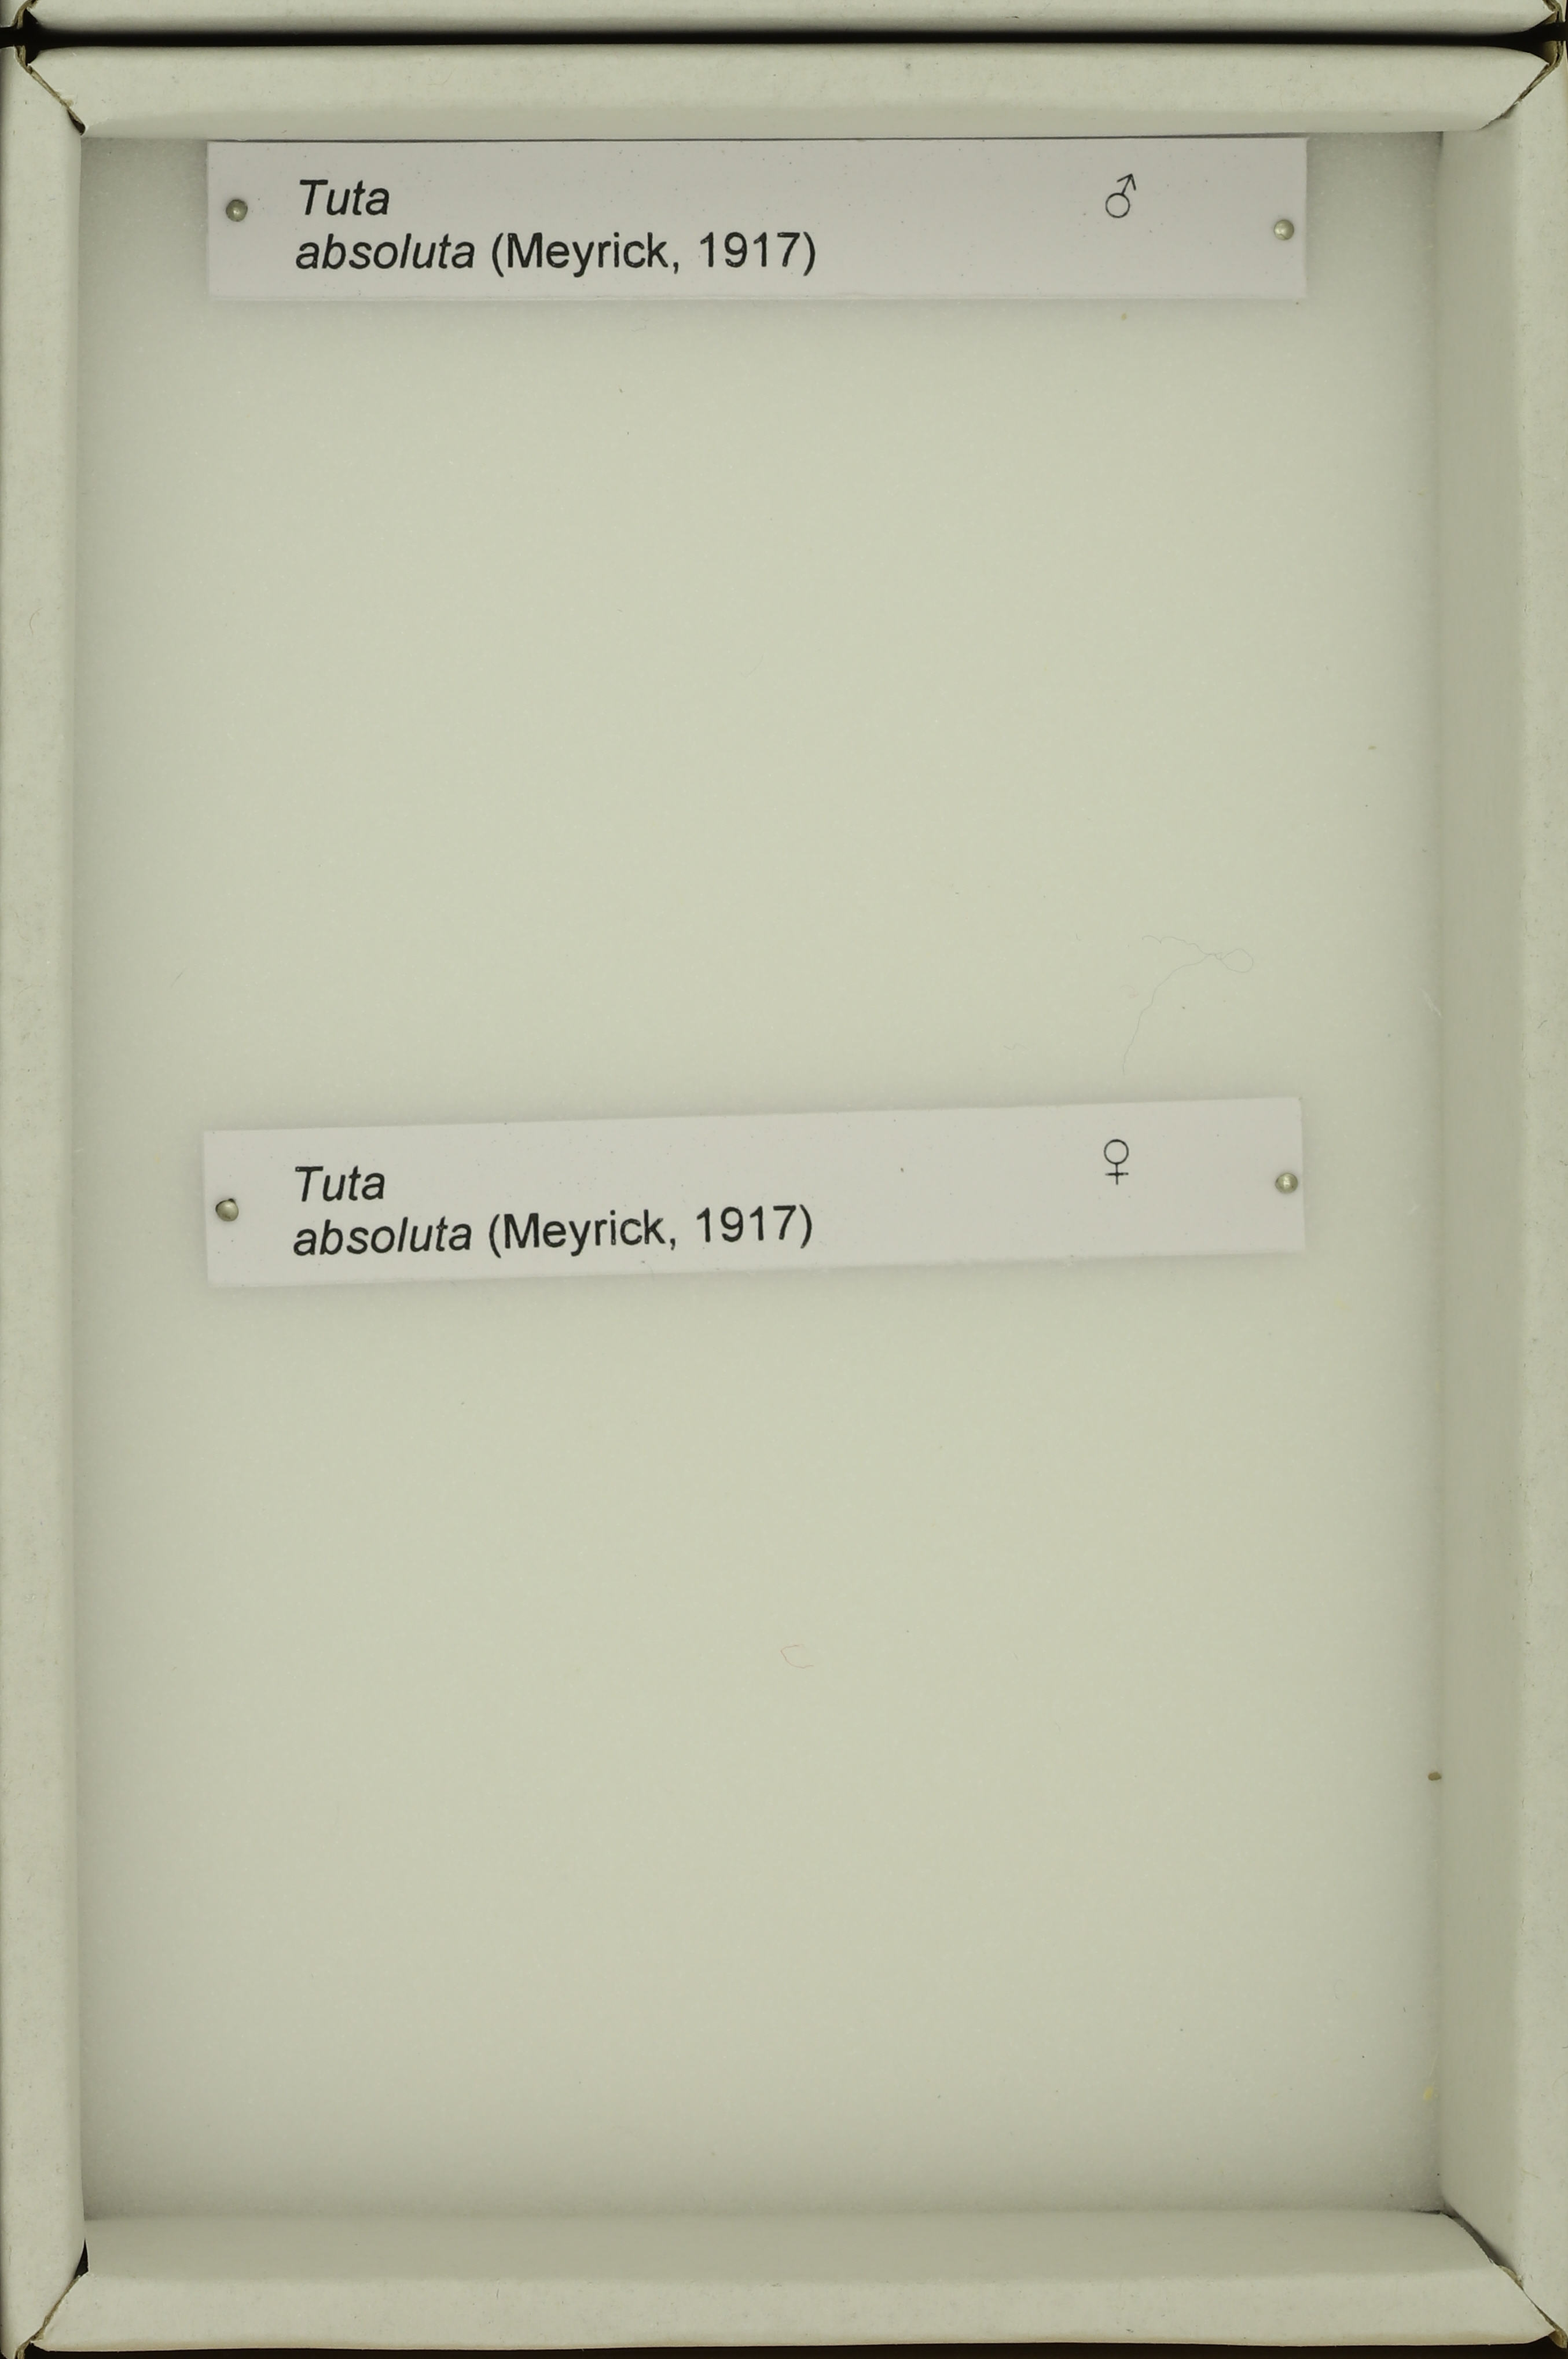 Tuta ♂
absoluta (Meyrick, 1917)
Tuta ♀
absoluta (Meyrick, 1917)